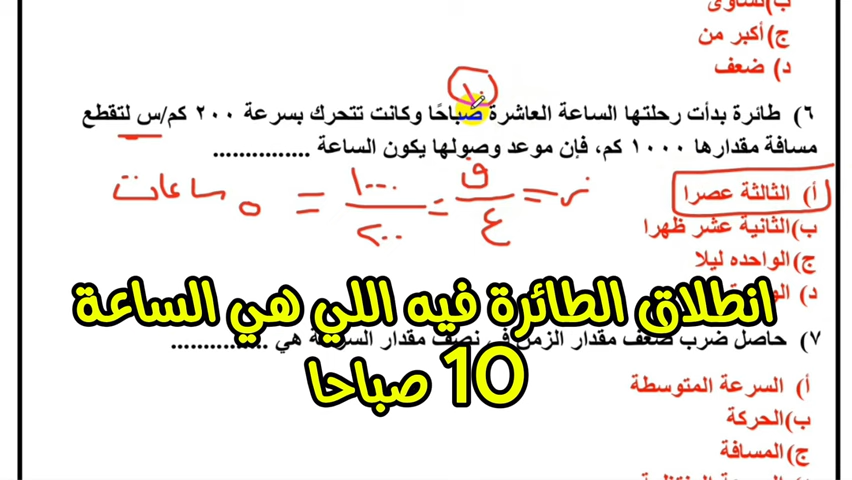 ب)تساوى
ج)أكبر من
د) ضعف
١٠
٦) طائرة بدأت رحلتها الساعة العاشرة صباحًا وكانت تتحرك بسرعة ٢٠٠ كم/س لتقطع
مسافة مقدارها ١٠٠٠ كم، فإن موعد وصولها يكون الساعة ................
أ) الثالثة عصرا
ز = ف/ع = ١٠٠٠/٢٠٠ = ٥ ساعات
ب)الثانية عشر ظهرا
ج)الواحده ليلا
د)
انطلاق الطائرة فيه اللي هي الساعة
10 صباحا
٧) حاصل ضرب ضعف مقدار الزمن في نصف مقدار السرعة هي ................
أ) السرعة المتوسطة
ب)الحركة
ج)المسافة